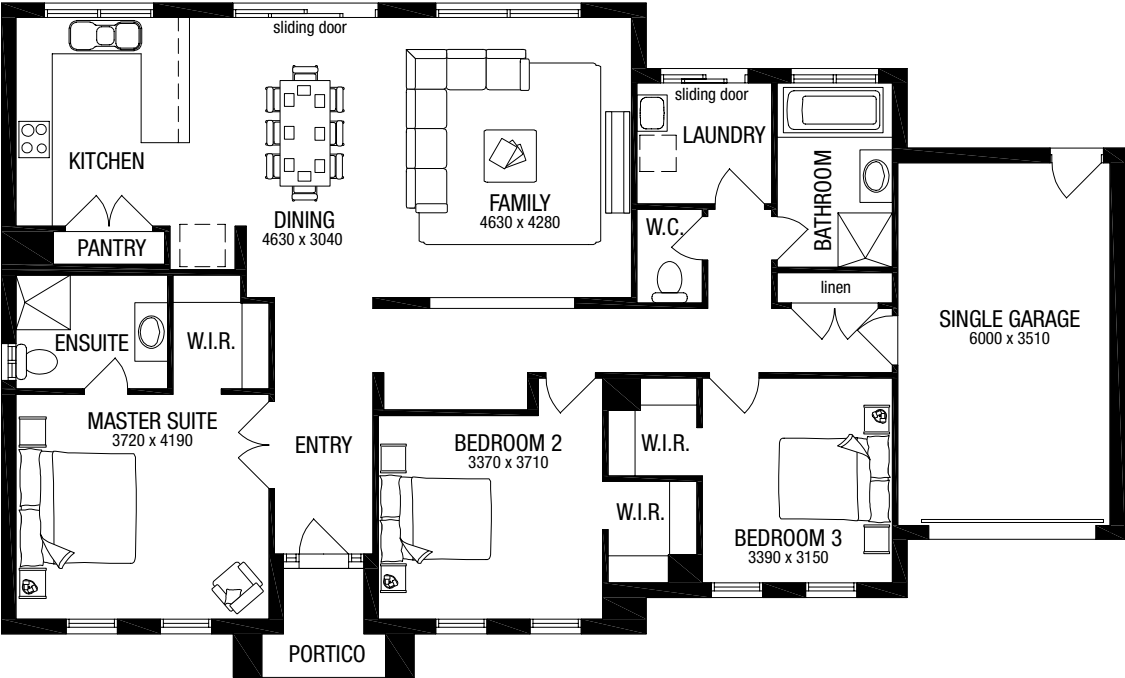 sliding door
sliding door
LAUNDRY
KITCHEN
BATHROOM
FAMILY
4630 x 4280
DINING
4630 x 3040
W.C.
PANTRY
linen
SINGLE GARAGE
6000 x 3510
ENSUITE
W.I.R.
MASTER SUITE
3720 x 4190
ENTRY
BEDROOM 2
3370 x 3710
W.I.R.
W.I.R.
BEDROOM 3
3390 x 3150
PORTICO